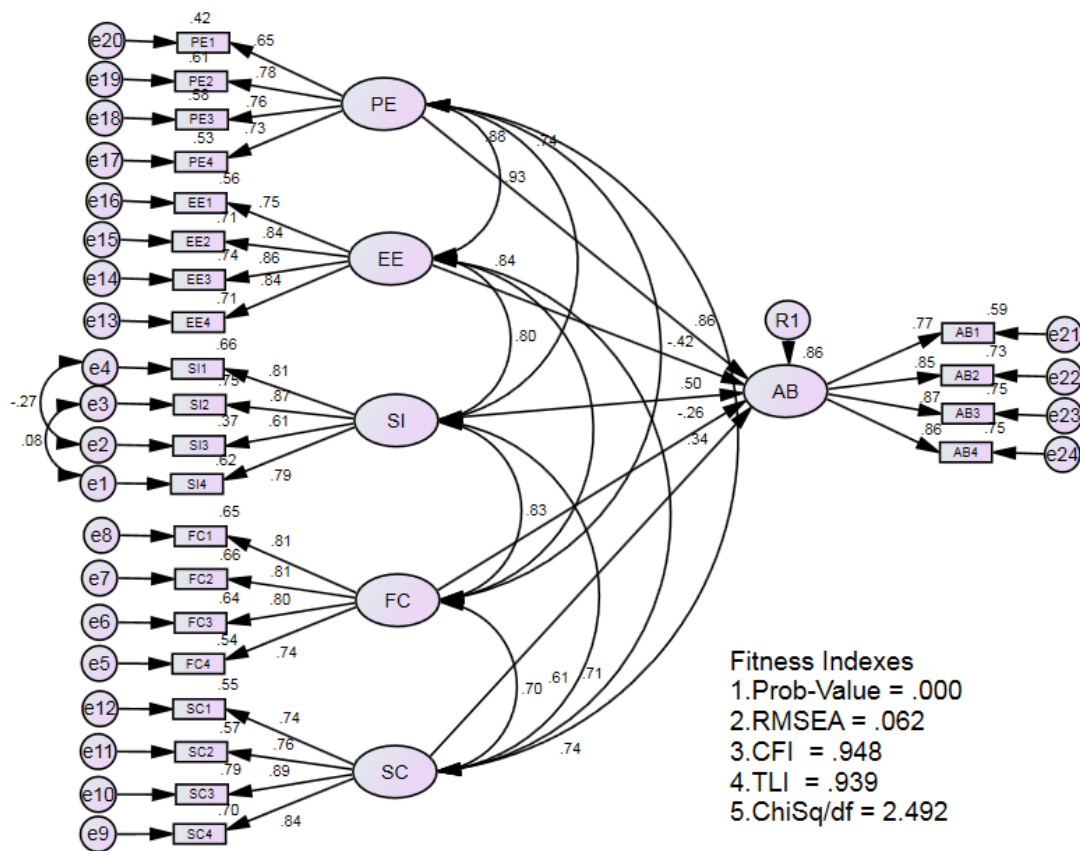 .42
e20 PE1 .65
.61
e19 PE2 .78
.58
e18 PE3 .76
.53 .73
e17 PE4
PE
.88 .74
.93
.56
e16 EE1 .75
.71
e15 EE2 .84
.74
e14 EE3 .86
.71 .84
e13 EE4
EE
.84
.86
-.42
.80
.66
e4 SI1 .81
.75
e3 SI2 .87
.37
e2 SI3 .61
.62
e1 SI4 .79
-.27
.08
SI
.50
-.26
.34
R1
.86
AB
.59
.77 AB1 e21
.73
.85 AB2 e22
.75
.87 AB3 e23
.75
.86 AB4 e24
.83
.65
e8 FC1 .81
.66
e7 FC2 .81
.64
e6 FC3 .80
.54
e5 FC4 .74
FC
.70 .61 .71
.74
.55
e12 SC1 .74
.57
e11 SC2 .76
.79
e10 SC3 .89
.70
e9 SC4 .84
SC
Fitness Indexes
1.Prob-Value = .000
2.RMSEA = .062
3.CFI = .948
4.TLI = .939
5.ChiSq/df = 2.492